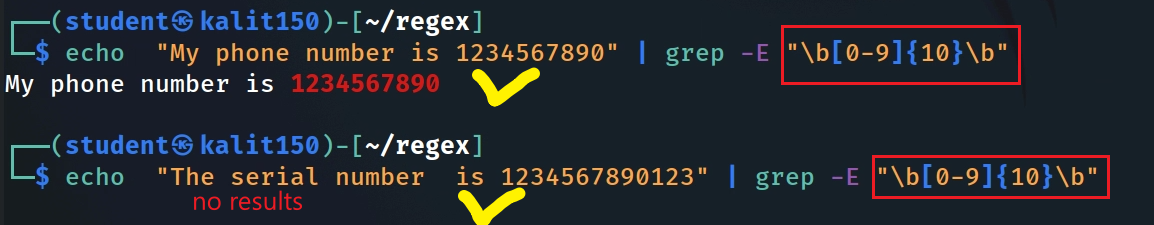 ┌──(student㉿kalit150)-[~/regex]
└─$ echo  "My phone number is 1234567890" | grep -E "\b[0-9]{10}\b"
My phone number is 1234567890
┌──(student㉿kalit150)-[~/regex]
└─$ echo  "The serial number  is 1234567890123" | grep -E "\b[0-9]{10}\b"
no results